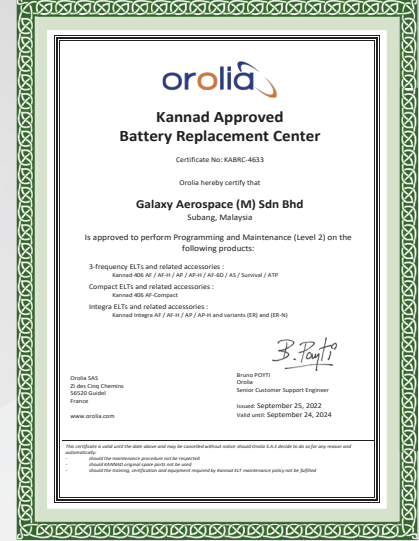 orolia
Kannad Approved
Battery Replacement Center
Certificate No: KABRC-4633
Orolia hereby certify that
Galaxy Aerospace (M) Sdn Bhd
Subang, Malaysia
Is approved to perform Programming and Maintenance (Level 2) on the
following products:
3-frequency ELTs and related accessories :
Kannad 406 AF / AF-H / AP / AP-H / AF-6D / AS / Survival / ATP
Compact ELTs and related accessories :
Kannad 406 AF-Compact
Integra ELTs and related accessories :
Kannad Integra AF / AF-H / AP / AP-H and variants (ER) and (ER-N)
B. Poyti
Orolia SAS
ZI des Cinq Chemins
56520 Guidel
France
www.orolia.com
Bruno POYTI
Orolia
Senior Customer Support Engineer
Issued: September 25, 2022
Valid until: September 24, 2024
This certificate is valid until the date above and may be cancelled without notice should Orolia S.A.S decide to do so for any reason and
automatically:
- should the maintenance procedure not be respected
- should KANNAD original spare parts not be used
- should the training, certification and equipment required by Kannad ELT maintenance policy not be fulfilled